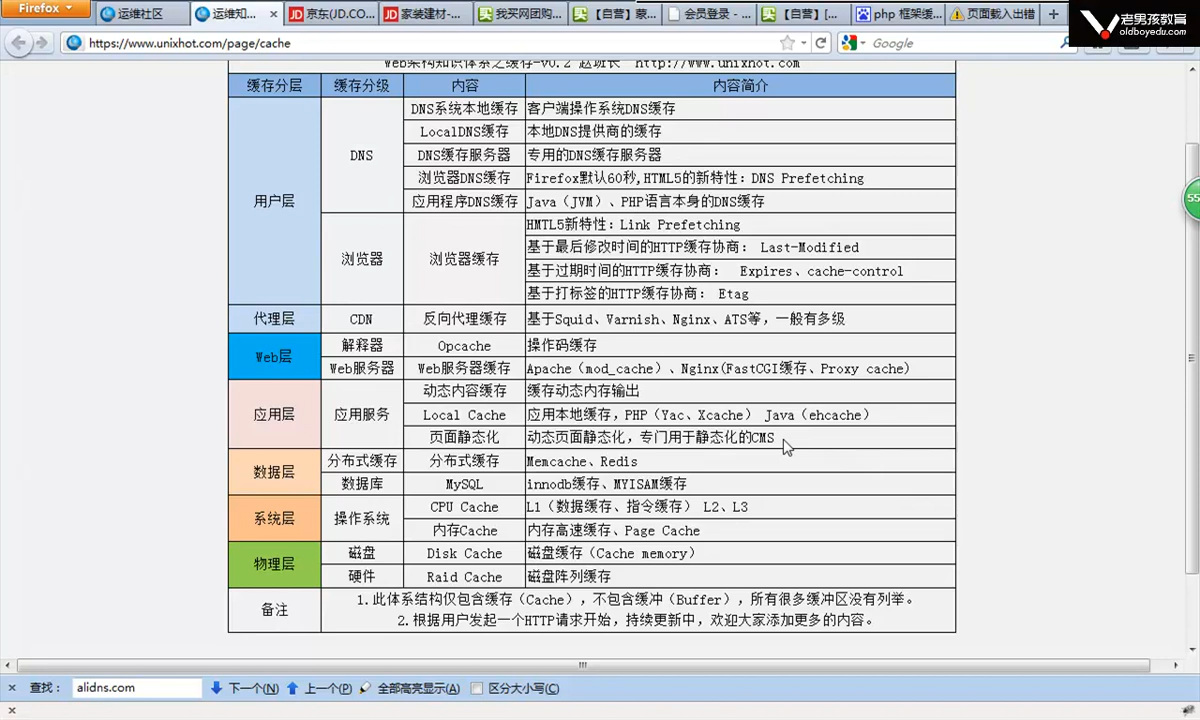 Firefox
运维社区
运维知...
京东(JD.CO...
家装建材-...
我买网团购...
【自营】蒙...
会员登录 - ...
【自营】[...
php 框架缓...
页面载入出错
老男孩教育
oldboyedu.com
https://www.unixhot.com/page/cache
Google
Web架构知识体系之缓存-v0.2 赵班长 http://www.unixhot.com
缓存分层 缓存分级 内容 内容简介
用户层 DNS DNS系统本地缓存 客户端操作系统DNS缓存
LocalDNS缓存 本地DNS提供商的缓存
DNS缓存服务器 专用的DNS缓存服务器
浏览器DNS缓存 Firefox默认60秒,HTML5的新特性：DNS Prefetching
应用程序DNS缓存 Java（JVM）、PHP语言本身的DNS缓存
浏览器 浏览器缓存 HMTL5新特性：Link Prefetching
基于最后修改时间的HTTP缓存协商： Last-Modified
基于过期时间的HTTP缓存协商： Expires、cache-control
基于打标签的HTTP缓存协商： Etag
代理层 CDN 反向代理缓存 基于Squid、Varnish、Nginx、ATS等，一般有多级
Web层 解释器 Opcache 操作码缓存
Web服务器 Web服务器缓存 Apache（mod_cache）、Nginx(FastCGI缓存、Proxy cache)
应用层 应用服务 动态内容缓存 缓存动态内存输出
Local Cache 应用本地缓存，PHP（Yac、Xcache） Java（ehcache）
页面静态化 动态页面静态化，专门用于静态化的CMS
数据层 分布式缓存 分布式缓存 Memcache、Redis
数据库 MySQL innodb缓存、MYISAM缓存
系统层 操作系统 CPU Cache L1（数据缓存、指令缓存） L2、L3
内存Cache 内存高速缓存、Page Cache
物理层 磁盘 Disk Cache 磁盘缓存（Cache memory）
硬件 Raid Cache 磁盘阵列缓存
备注 1.此体系结构仅包含缓存（Cache），不包含缓冲（Buffer），所有很多缓冲区没有列举。
2.根据用户发起一个HTTP请求开始，持续更新中，欢迎大家添加更多的内容。
55
查找： alidns.com 下一个(N) 上一个(P) 全部高亮显示(A) 区分大小写(C)